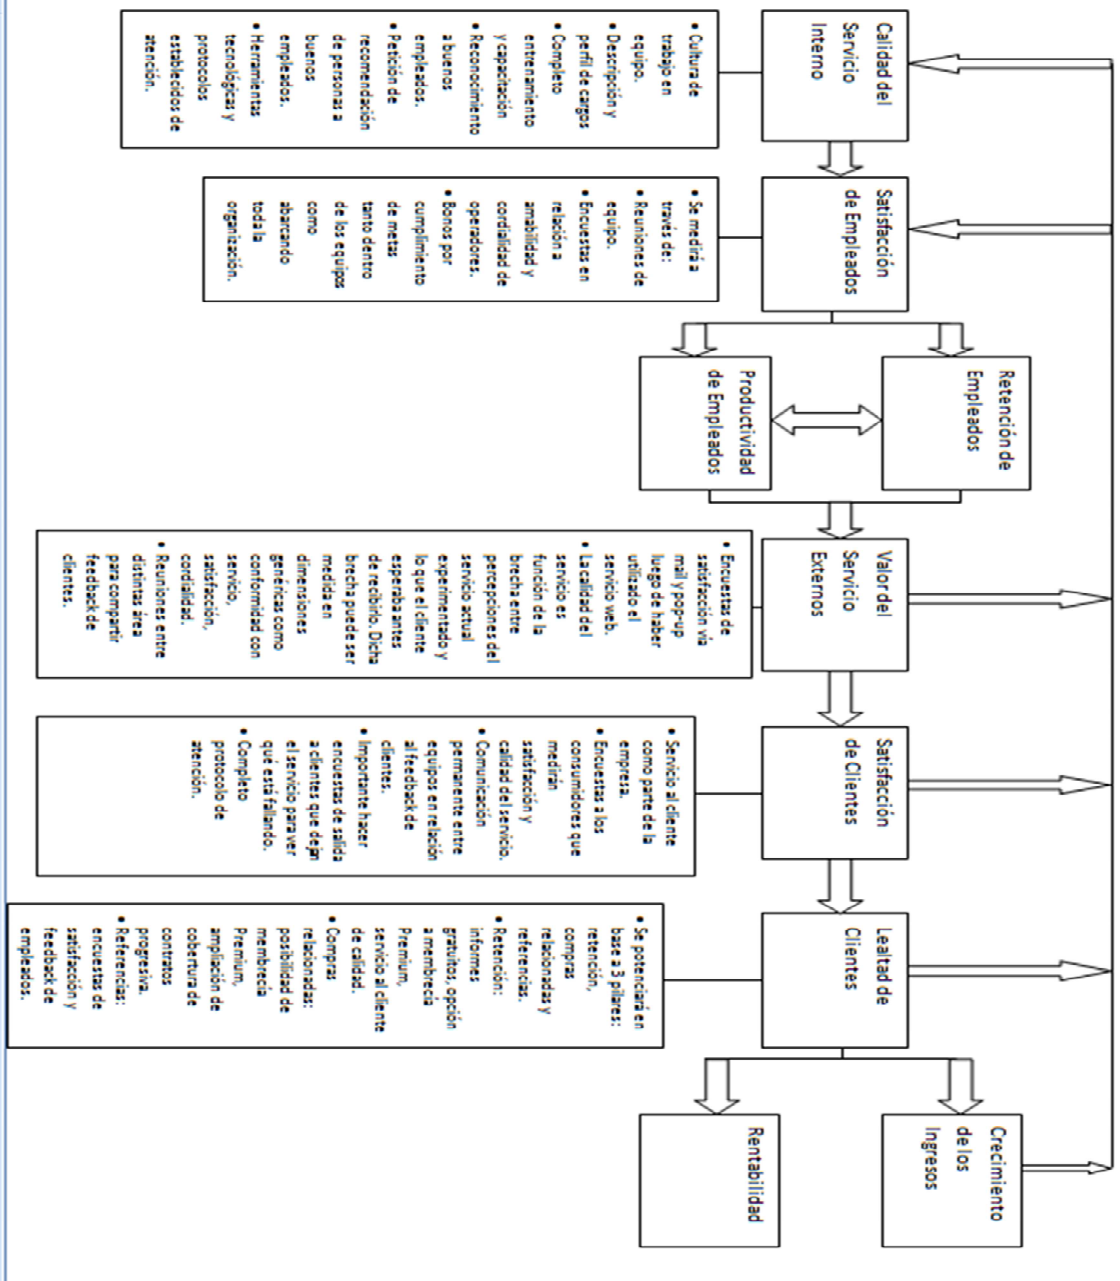 Calidad del
Servicio
Interno
• Cultura de
trabajo en
equipo.
• Descripción y
perfil de cargos
• Completo
entrenamiento
y capacitación
• Reconocimiento
a buenos
empleados.
• Petición de
recomendación
de personas a
buenos
empleados.
• Herramientas
tecnológicas y
protocolos
establecidos de
atención.
Satisfacción
de Empleados
• Se medirá a
través de:
• Reuniones de
equipo.
• Encuestas en
relación a
amabilidad y
cordialidad de
operadores.
• Bonos por
cumplimiento
de metas
tanto dentro
de los equipos
como
abarcando
toda la
organización.
Retención de
Empleados
Productividad
de Empleados
Valor del
Servicio
Externos
• Encuestas de
satisfacción vía
mail y pop-up
luego de haber
utilizado el
servicio web.
• La calidad del
servicio es
función de la
brecha entre
percepciones del
servicio actual
experimentado y
lo que el cliente
esperaba antes
de recibirlo. Dicha
brecha puede ser
medida en
dimensiones
genéricas como
conformidad con
servicio,
satisfacción,
cordialidad.
• Reuniones entre
distintas área
para compartir
feedback de
clientes.
Satisfacción
de Clientes
• Servicio al cliente
como parte de la
empresa.
• Encuestas a los
consumidores que
medirán
satisfacción y
calidad del servicio.
• Comunicación
permanente entre
equipos en relación
al feedback de
clientes.
• Importante hacer
encuestas de salida
a clientes que dejan
el servicio para ver
qué está fallando.
• Completo
protocolo de
atención.
Lealtad de
Clientes
• Se potenciará en
base a 3 pilares:
retención,
compras
relacionadas y
referencias.
• Retención:
informes
gratuitos, opción
a membrecía
Premium,
servicio al cliente
de calidad.
• Compras
relacionadas:
posibilidad de
membrecía
Premium,
ampliación de
cobertura de
contratos
progresiva.
• Referencias:
encuestas de
satisfacción y
feedback de
empleados.
Crecimiento
de los
Ingresos
Rentabilidad